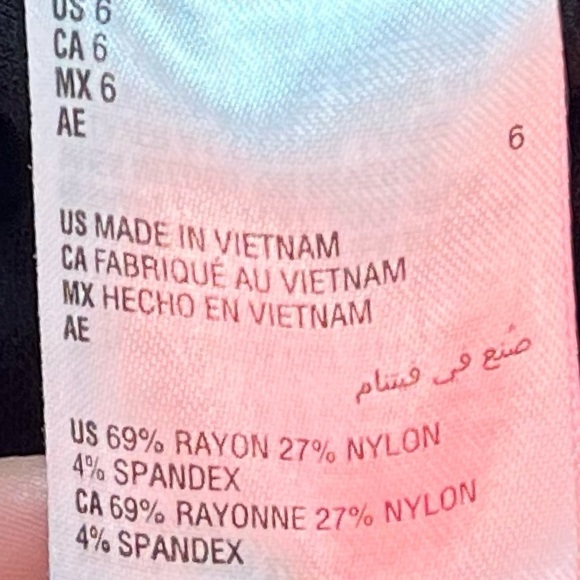 US 6
CA 6
MX 6
AE
6
US MADE IN VIETNAM
CA FABRIQUÉ AU VIETNAM
MX HECHO EN VIETNAM
AE
صُنع في فيتنام
US 69% RAYON 27% NYLON
4% SPANDEX
CA 69% RAYONNE 27% NYLON
4% SPANDEX